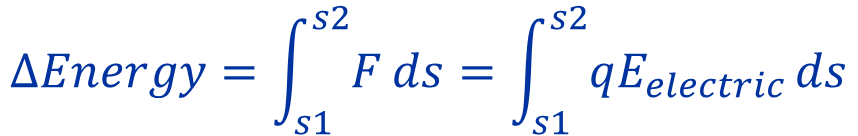 ΔEnergy = ∫_{s1}^{s2} F ds = ∫_{s1}^{s2} qE_{electric} ds